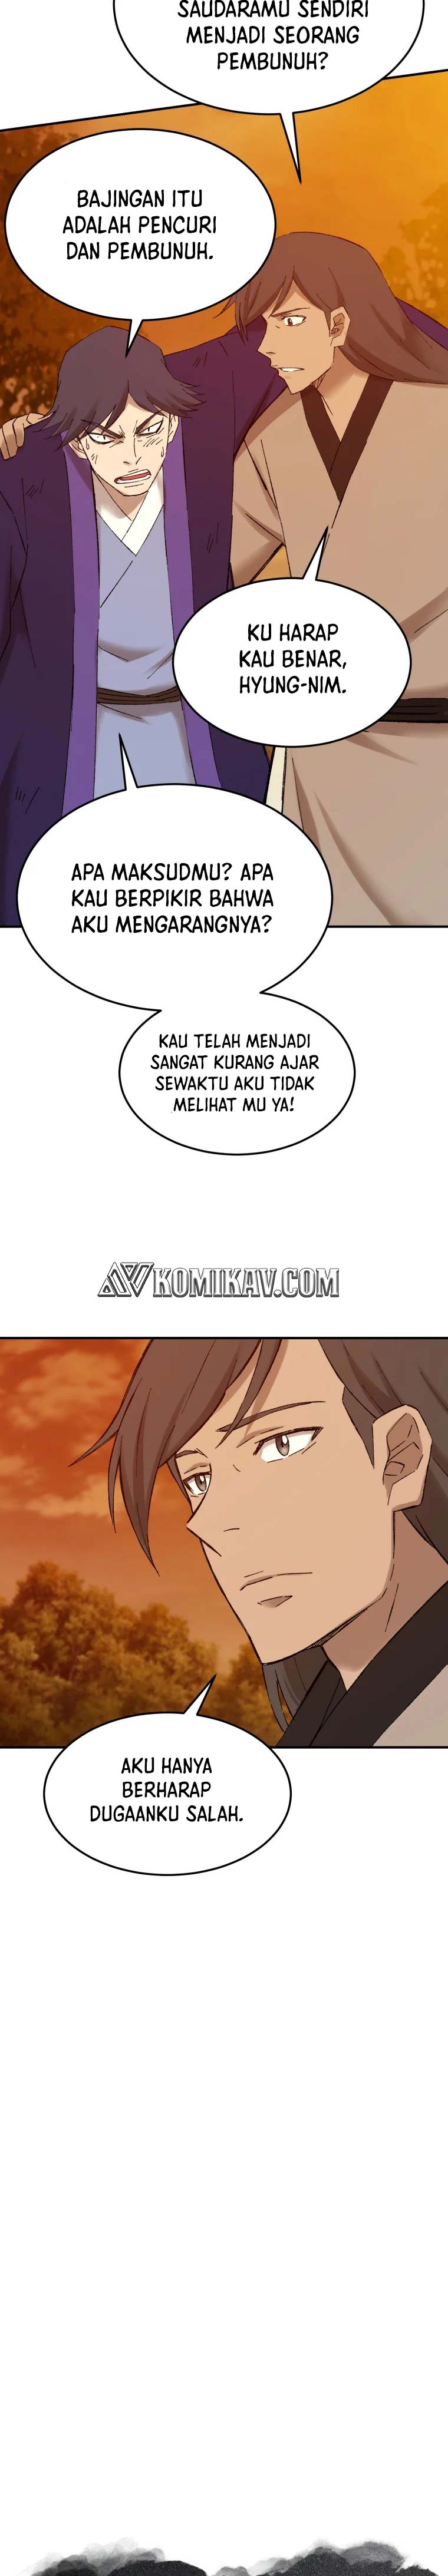 SAUDARAMU SENDIRI
MENJADI SEORANG
PEMBUNUH?
BAJINGAN ITU
ADALAH PENCURI
DAN PEMBUNUH.
KU HARAP
KAU BENAR,
HYUNG-NIM.
APA MAKSUDMU? APA
KAU BERPIKIR BAHWA
AKU MENGARANGNYA?
KAU TELAH MENJADI
SANGAT KURANG AJAR
SEWAKTU AKU TIDAK
MELIHAT MU YA!
KOMIKAV.COM
AKU HANYA
BERHARAP
DUGAANKU SALAH.